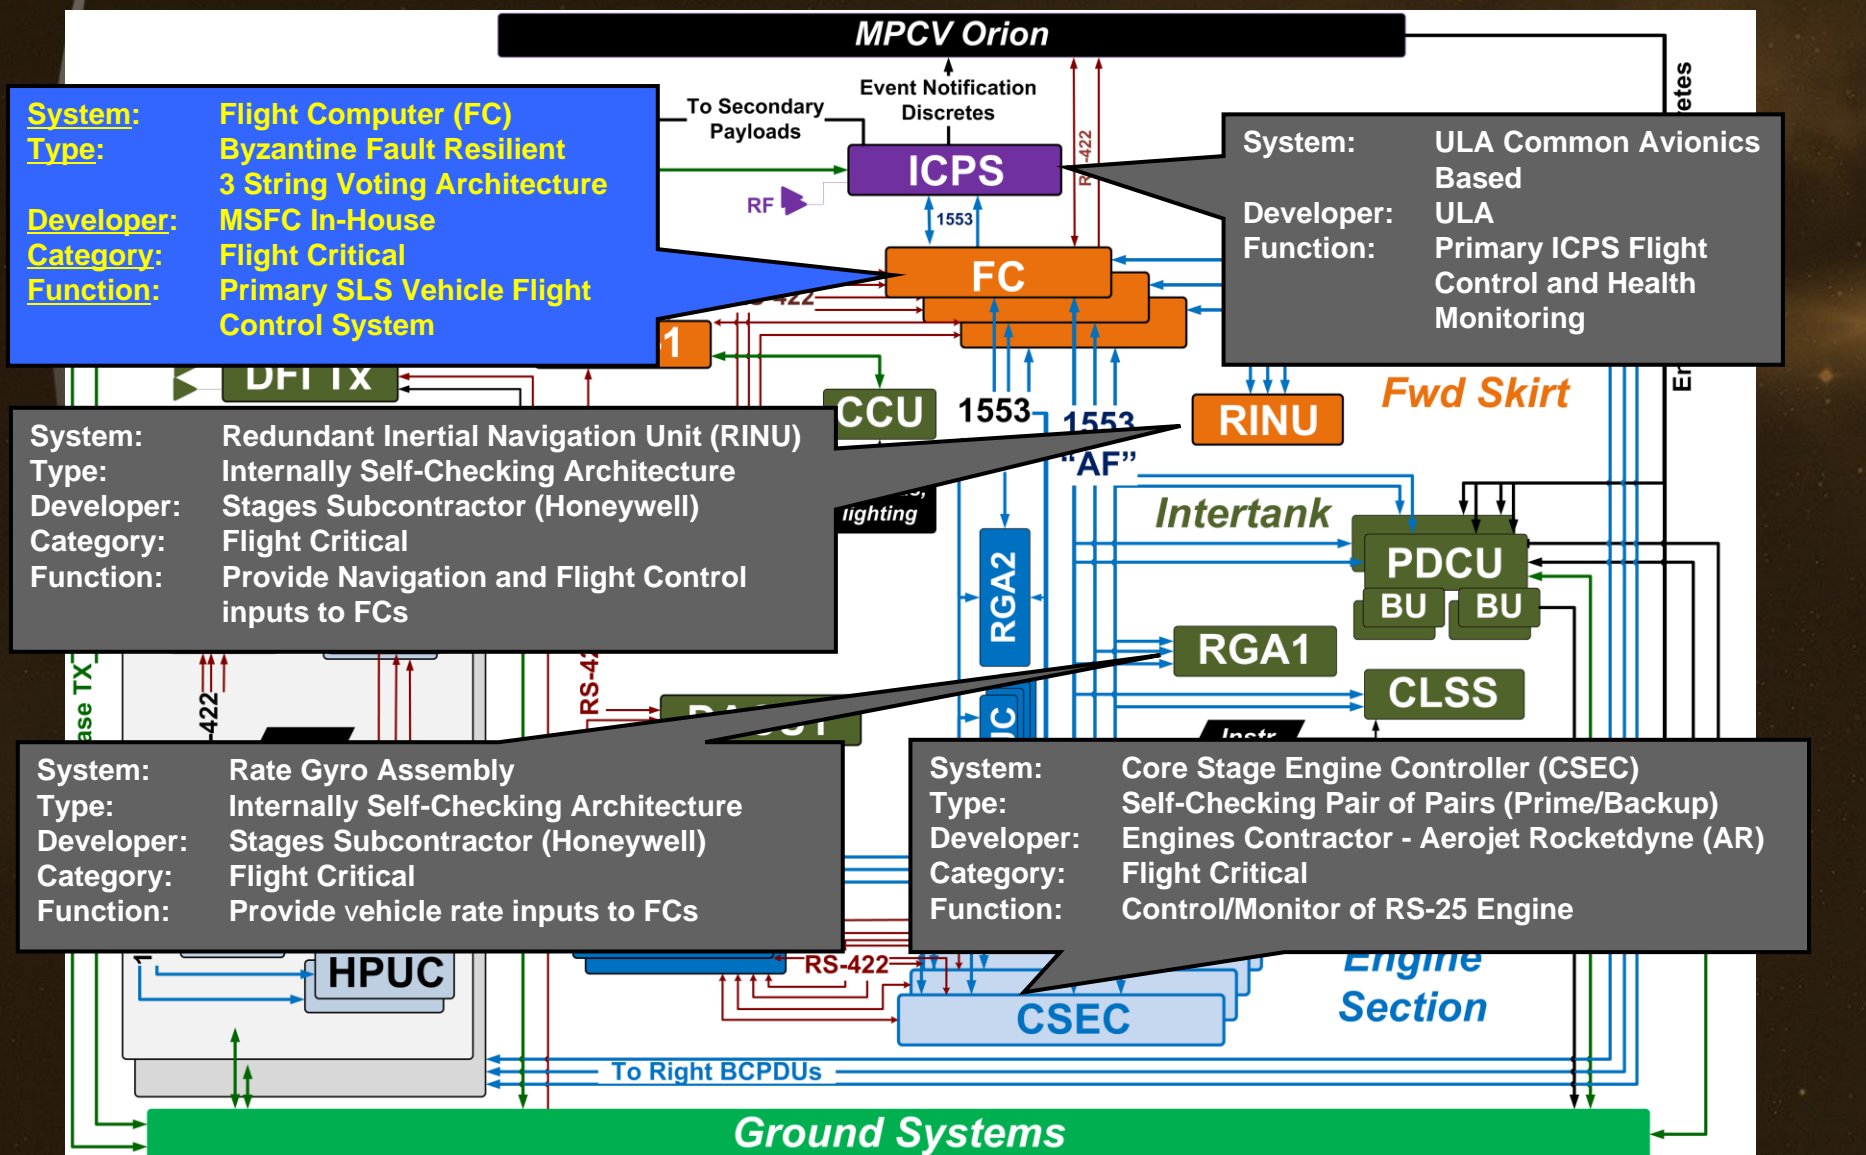 MPCV Orion
Event Notification
Discretes
To Secondary
Payloads
System: Flight Computer (FC)
Type: Byzantine Fault Resilient
3 String Voting Architecture
Developer: MSFC In-House
Category: Flight Critical
Function: Primary SLS Vehicle Flight
Control System
ICPS
RF
1553
System: ULA Common Avionics
Based
Developer: ULA
Function: Primary ICPS Flight
Control and Health
Monitoring
FC
DFI Tx
CCU
1553
1553
"AF"
RINU
Fwd Skirt
System: Redundant Inertial Navigation Unit (RINU)
Type: Internally Self-Checking Architecture
Developer: Stages Subcontractor (Honeywell)
Category: Flight Critical
Function: Provide Navigation and Flight Control
inputs to FCs
lighting
Intertank
PDCU
BU BU
RGA2
RGA1
CLSS
System: Rate Gyro Assembly
Type: Internally Self-Checking Architecture
Developer: Stages Subcontractor (Honeywell)
Category: Flight Critical
Function: Provide vehicle rate inputs to FCs
System: Core Stage Engine Controller (CSEC)
Type: Self-Checking Pair of Pairs (Prime/Backup)
Developer: Engines Contractor - Aerojet Rocketdyne (AR)
Category: Flight Critical
Function: Control/Monitor of RS-25 Engine
HPUC
RS-422
CSEC
Engine
Section
To Right BCPDUs
Ground Systems